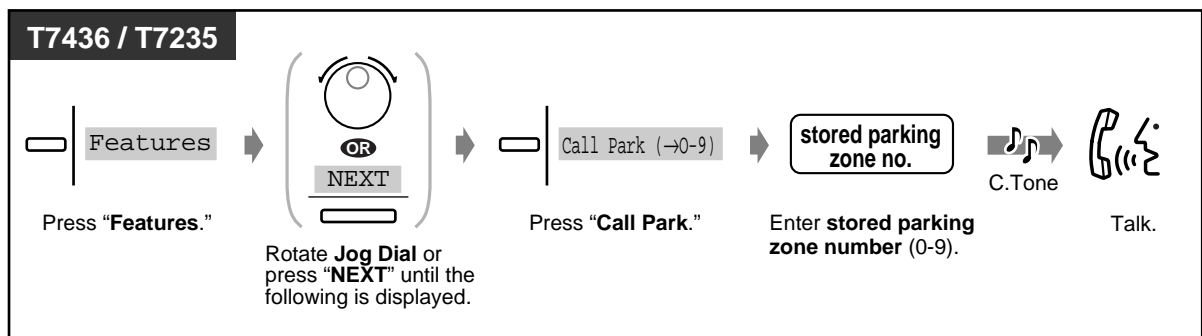 T7436 / T7235
Features
OR
NEXT
Call Park (→0-9)
stored parking
zone no.
C.Tone
Press “Features.”
Rotate Jog Dial or
press “NEXT” until the
following is displayed.
Press “Call Park.”
Enter stored parking
zone number (0-9).
Talk.